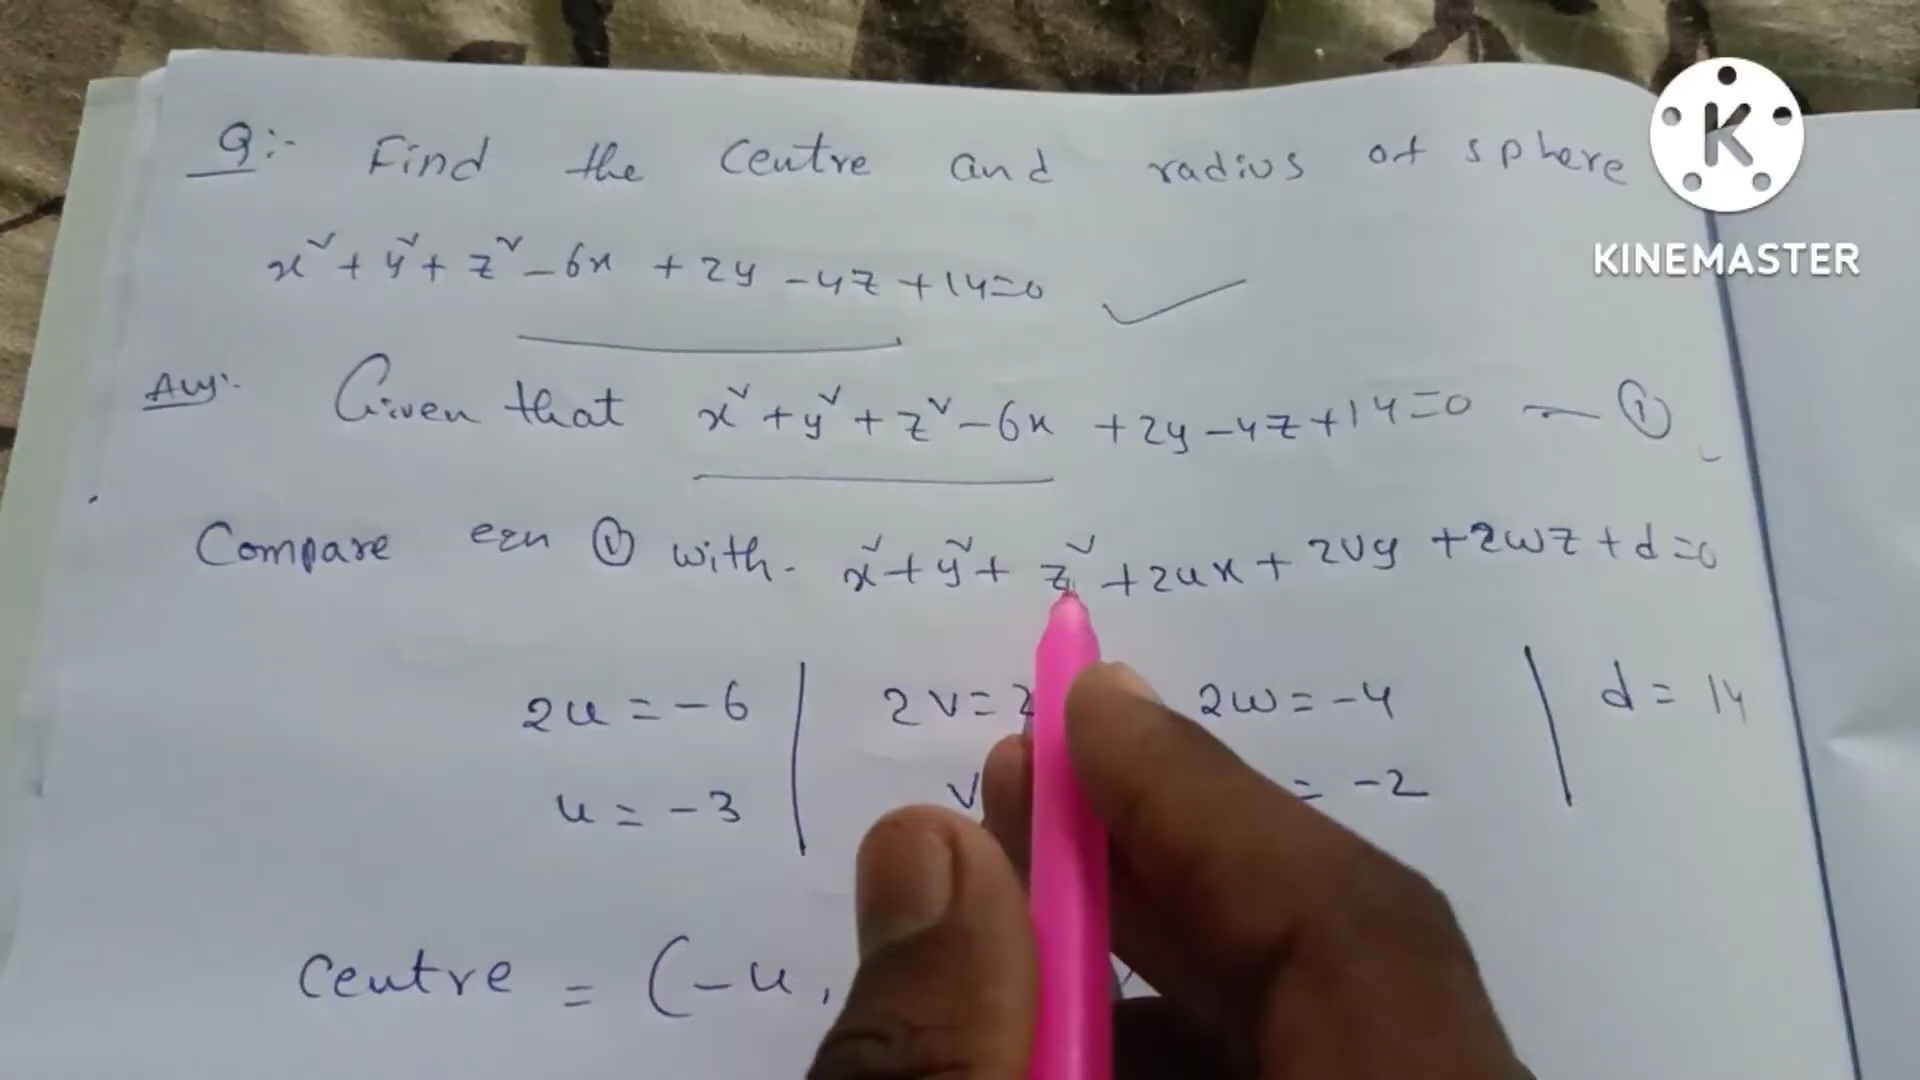 Q:- Find the Centre and radius of sphere
x² + y² + z² - 6x + 2y - 4z + 14 = 0
Ans:- Given that x² + y² + z² - 6x + 2y - 4z + 14 = 0 — ①
Compare eqn ① with - x² + y² + z² + 2ux + 2vy + 2wz + d = 0
2u = -6 | 2v = 2 2w = -4 | d = 14
u = -3 v = -2
Centre = (-u,
KINEMASTER